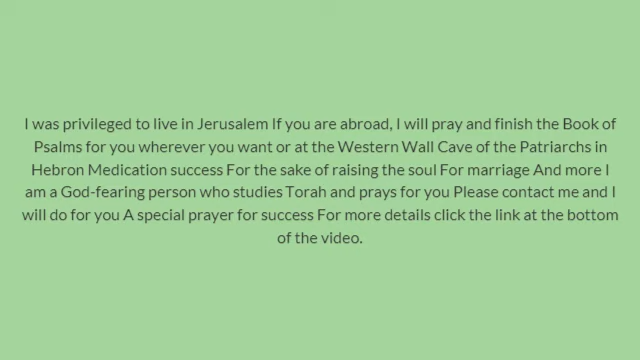 I was privileged to live in Jerusalem If you are abroad, I will pray and finish the Book of
Psalms for you wherever you want or at the Western Wall Cave of the Patriarchs in
Hebron Medication success For the sake of raising the soul For marriage And more I
am a God-fearing person who studies Torah and prays for you Please contact me and I
will do for you A special prayer for success For more details click the link at the bottom
of the video.